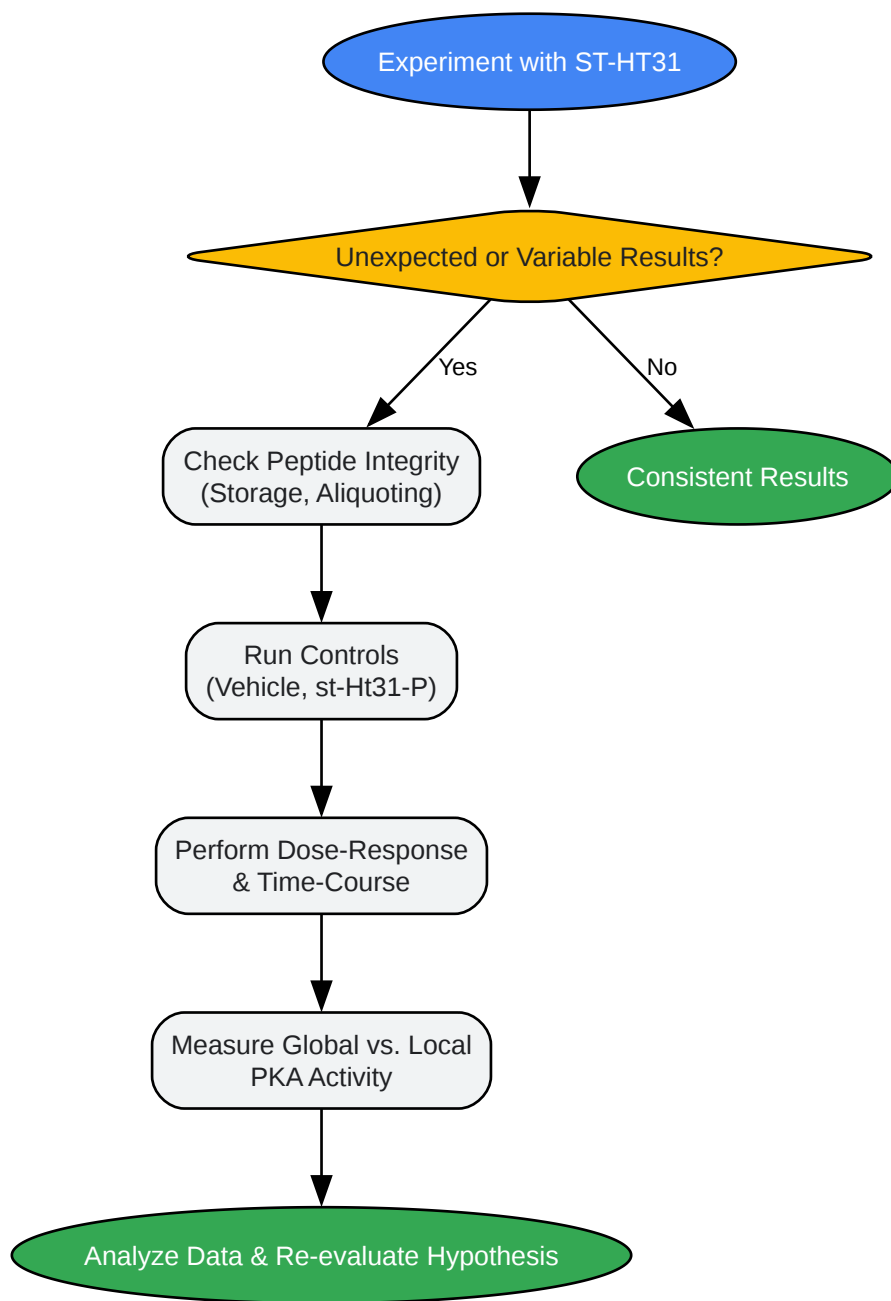 Experiment with ST-HT31
Unexpected or Variable Results?
Yes
No
Check Peptide Integrity
(Storage, Aliquoting)
Consistent Results
Run Controls
(Vehicle, st-Ht31-P)
Perform Dose-Response
& Time-Course
Measure Global vs. Local
PKA Activity
Analyze Data & Re-evaluate Hypothesis